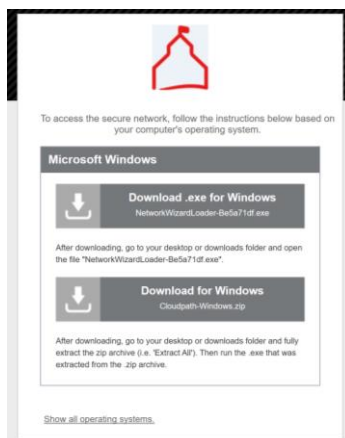 To access the secure network, follow the instructions below based on
your computer's operating system.
Microsoft Windows
Download .exe for Windows
NetworkWizardLoader-Be5a71df.exe
After downloading, go to your desktop or downloads folder and open
the file "NetworkWizardLoader-Be5a71df.exe".
Download for Windows
Cloudpath-Windows.zip
After downloading, go to your desktop or downloads folder and fully
extract the zip archive (i.e. 'Extract All'). Then run the .exe that was
extracted from the .zip archive.
Show all operating systems.